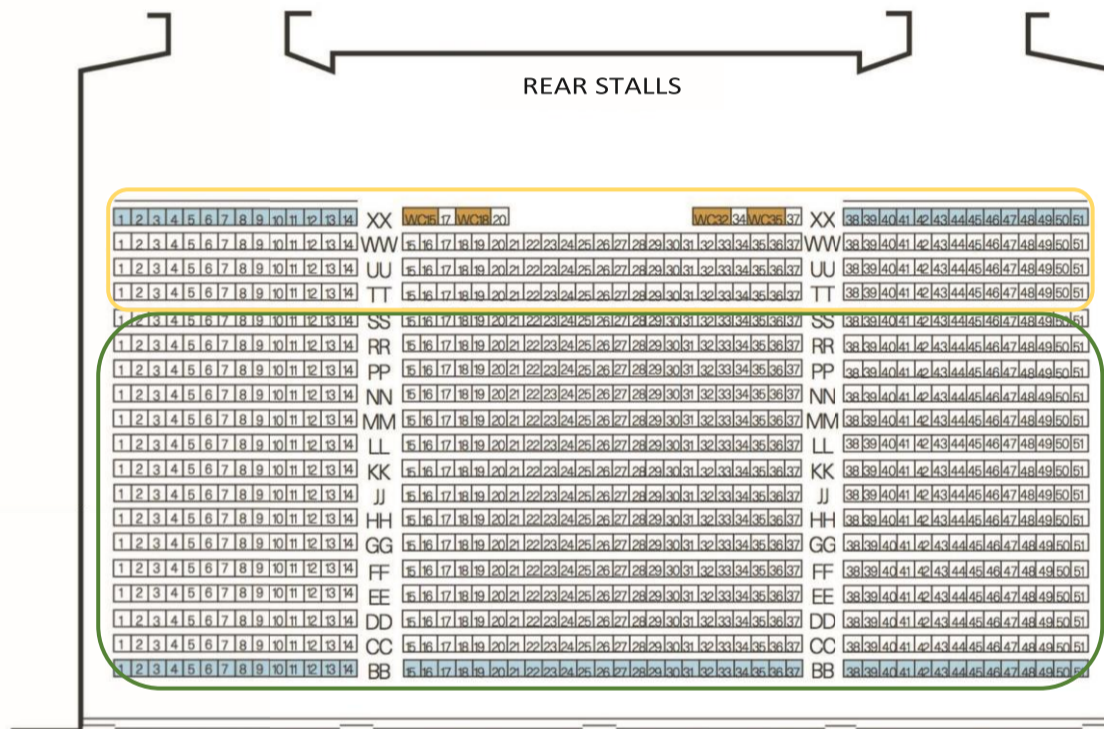 REAR STALLS
1 2 3 4 5 6 7 8 9 10 11 12 13 14 XX WC15 17 WC18 20 WC32 34 WC35 37 XX 38 39 40 41 42 43 44 45 46 47 48 49 50 51
1 2 3 4 5 6 7 8 9 10 11 12 13 14 WW 15 16 17 18 19 20 21 22 23 24 25 26 27 28 29 30 31 32 33 34 35 36 37 WW 38 39 40 41 42 43 44 45 46 47 48 49 50 51
1 2 3 4 5 6 7 8 9 10 11 12 13 14 UU 15 16 17 18 19 20 21 22 23 24 25 26 27 28 29 30 31 32 33 34 35 36 37 UU 38 39 40 41 42 43 44 45 46 47 48 49 50 51
1 2 3 4 5 6 7 8 9 10 11 12 13 14 TT 15 16 17 18 19 20 21 22 23 24 25 26 27 28 29 30 31 32 33 34 35 36 37 TT 38 39 40 41 42 43 44 45 46 47 48 49 50 51
1 2 3 4 5 6 7 8 9 10 11 12 13 14 SS 15 16 17 18 19 20 21 22 23 24 25 26 27 28 29 30 31 32 33 34 35 36 37 SS 38 39 40 41 42 43 44 45 46 47 48 49 50 51
1 2 3 4 5 6 7 8 9 10 11 12 13 14 RR 15 16 17 18 19 20 21 22 23 24 25 26 27 28 29 30 31 32 33 34 35 36 37 RR 38 39 40 41 42 43 44 45 46 47 48 49 50 51
1 2 3 4 5 6 7 8 9 10 11 12 13 14 PP 15 16 17 18 19 20 21 22 23 24 25 26 27 28 29 30 31 32 33 34 35 36 37 PP 38 39 40 41 42 43 44 45 46 47 48 49 50 51
1 2 3 4 5 6 7 8 9 10 11 12 13 14 NN 15 16 17 18 19 20 21 22 23 24 25 26 27 28 29 30 31 32 33 34 35 36 37 NN 38 39 40 41 42 43 44 45 46 47 48 49 50 51
1 2 3 4 5 6 7 8 9 10 11 12 13 14 MM 15 16 17 18 19 20 21 22 23 24 25 26 27 28 29 30 31 32 33 34 35 36 37 MM 38 39 40 41 42 43 44 45 46 47 48 49 50 51
1 2 3 4 5 6 7 8 9 10 11 12 13 14 LL 15 16 17 18 19 20 21 22 23 24 25 26 27 28 29 30 31 32 33 34 35 36 37 LL 38 39 40 41 42 43 44 45 46 47 48 49 50 51
1 2 3 4 5 6 7 8 9 10 11 12 13 14 KK 15 16 17 18 19 20 21 22 23 24 25 26 27 28 29 30 31 32 33 34 35 36 37 KK 38 39 40 41 42 43 44 45 46 47 48 49 50 51
1 2 3 4 5 6 7 8 9 10 11 12 13 14 JJ 15 16 17 18 19 20 21 22 23 24 25 26 27 28 29 30 31 32 33 34 35 36 37 JJ 38 39 40 41 42 43 44 45 46 47 48 49 50 51
1 2 3 4 5 6 7 8 9 10 11 12 13 14 HH 15 16 17 18 19 20 21 22 23 24 25 26 27 28 29 30 31 32 33 34 35 36 37 HH 38 39 40 41 42 43 44 45 46 47 48 49 50 51
1 2 3 4 5 6 7 8 9 10 11 12 13 14 GG 15 16 17 18 19 20 21 22 23 24 25 26 27 28 29 30 31 32 33 34 35 36 37 GG 38 39 40 41 42 43 44 45 46 47 48 49 50 51
1 2 3 4 5 6 7 8 9 10 11 12 13 14 FF 15 16 17 18 19 20 21 22 23 24 25 26 27 28 29 30 31 32 33 34 35 36 37 FF 38 39 40 41 42 43 44 45 46 47 48 49 50 51
1 2 3 4 5 6 7 8 9 10 11 12 13 14 EE 15 16 17 18 19 20 21 22 23 24 25 26 27 28 29 30 31 32 33 34 35 36 37 EE 38 39 40 41 42 43 44 45 46 47 48 49 50 51
1 2 3 4 5 6 7 8 9 10 11 12 13 14 DD 15 16 17 18 19 20 21 22 23 24 25 26 27 28 29 30 31 32 33 34 35 36 37 DD 38 39 40 41 42 43 44 45 46 47 48 49 50 51
1 2 3 4 5 6 7 8 9 10 11 12 13 14 CC 15 16 17 18 19 20 21 22 23 24 25 26 27 28 29 30 31 32 33 34 35 36 37 CC 38 39 40 41 42 43 44 45 46 47 48 49 50 51
1 2 3 4 5 6 7 8 9 10 11 12 13 14 BB 15 16 17 18 19 20 21 22 23 24 25 26 27 28 29 30 31 32 33 34 35 36 37 BB 38 39 40 41 42 43 44 45 46 47 48 49 50 51